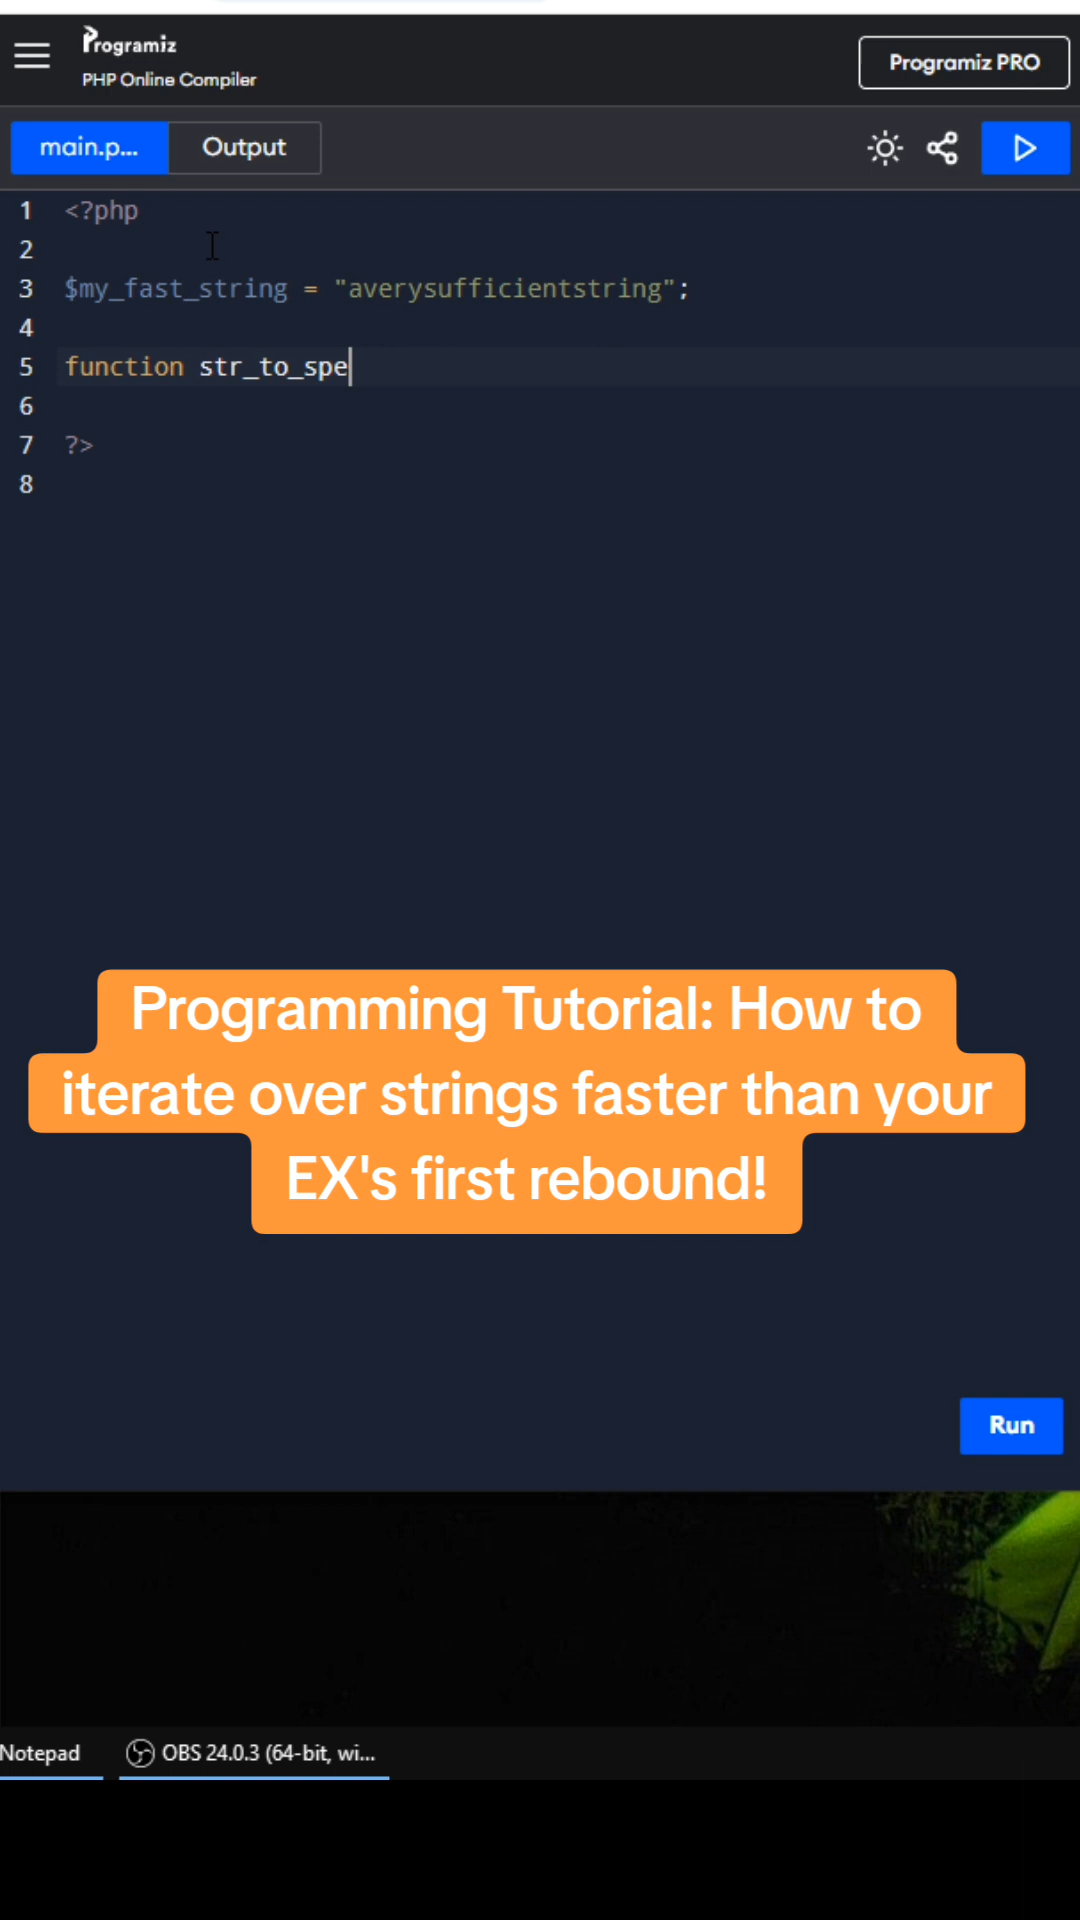 Programiz
PHP Online Compiler
Programiz PRO
main.p...
Output
1 <?php
2
3 $my_fast_string = "averysufficientstring";
4
5 function str_to_spe
6
7 ?>
8
Programming Tutorial: How to
iterate over strings faster than your
EX's first rebound!
Run
Notepad
OBS 24.0.3 (64-bit, wi...